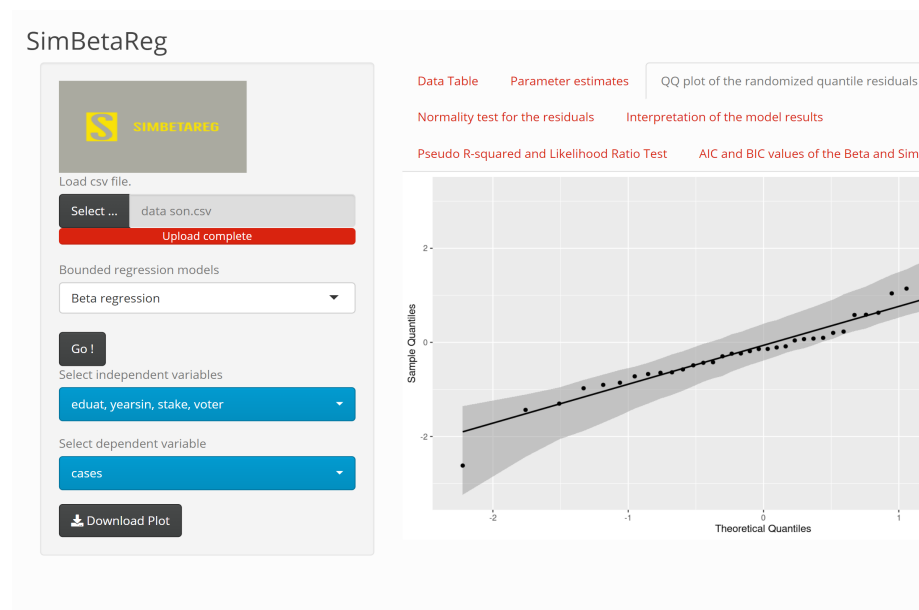 SimBetaReg
SIMBETAREG
Load csv file.
Select ... data son.csv
Upload complete
Bounded regression models
Beta regression
Go !
Select independent variables
eduat, yearsin, stake, voter
Select dependent variable
cases
Download Plot
Data Table Parameter estimates QQ plot of the randomized quantile residuals
Normality test for the residuals Interpretation of the model results
Pseudo R-squared and Likelihood Ratio Test AIC and BIC values of the Beta and Sim
Sample Quantiles
2
0
-2
-2 -1 0 1
Theoretical Quantiles